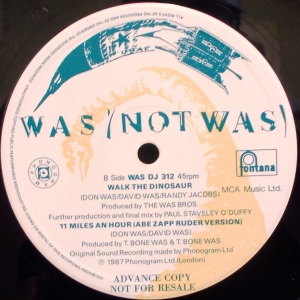 WAS (NOT WAS)
fontana
B Side WAS DJ 312 45rpm
WALK THE DINOSAUR
(DON WAS/DAVID WAS/RANDY JACOBS)
MCA Music Ltd.
Produced by THE WAS BROS.
Further production and final mix by PAUL STAVELEY O'DUFFY
11 MILES AN HOUR (ABE ZAPP RUDER VERSION)
(DON WAS/DAVID WAS)
Produced by T. BONE WAS & T. BONE WAS
Original Sound Recording made by Phonogram Ltd
℗ 1987 Phonogram Ltd (London)
ADVANCE COPY
NOT FOR RESALE